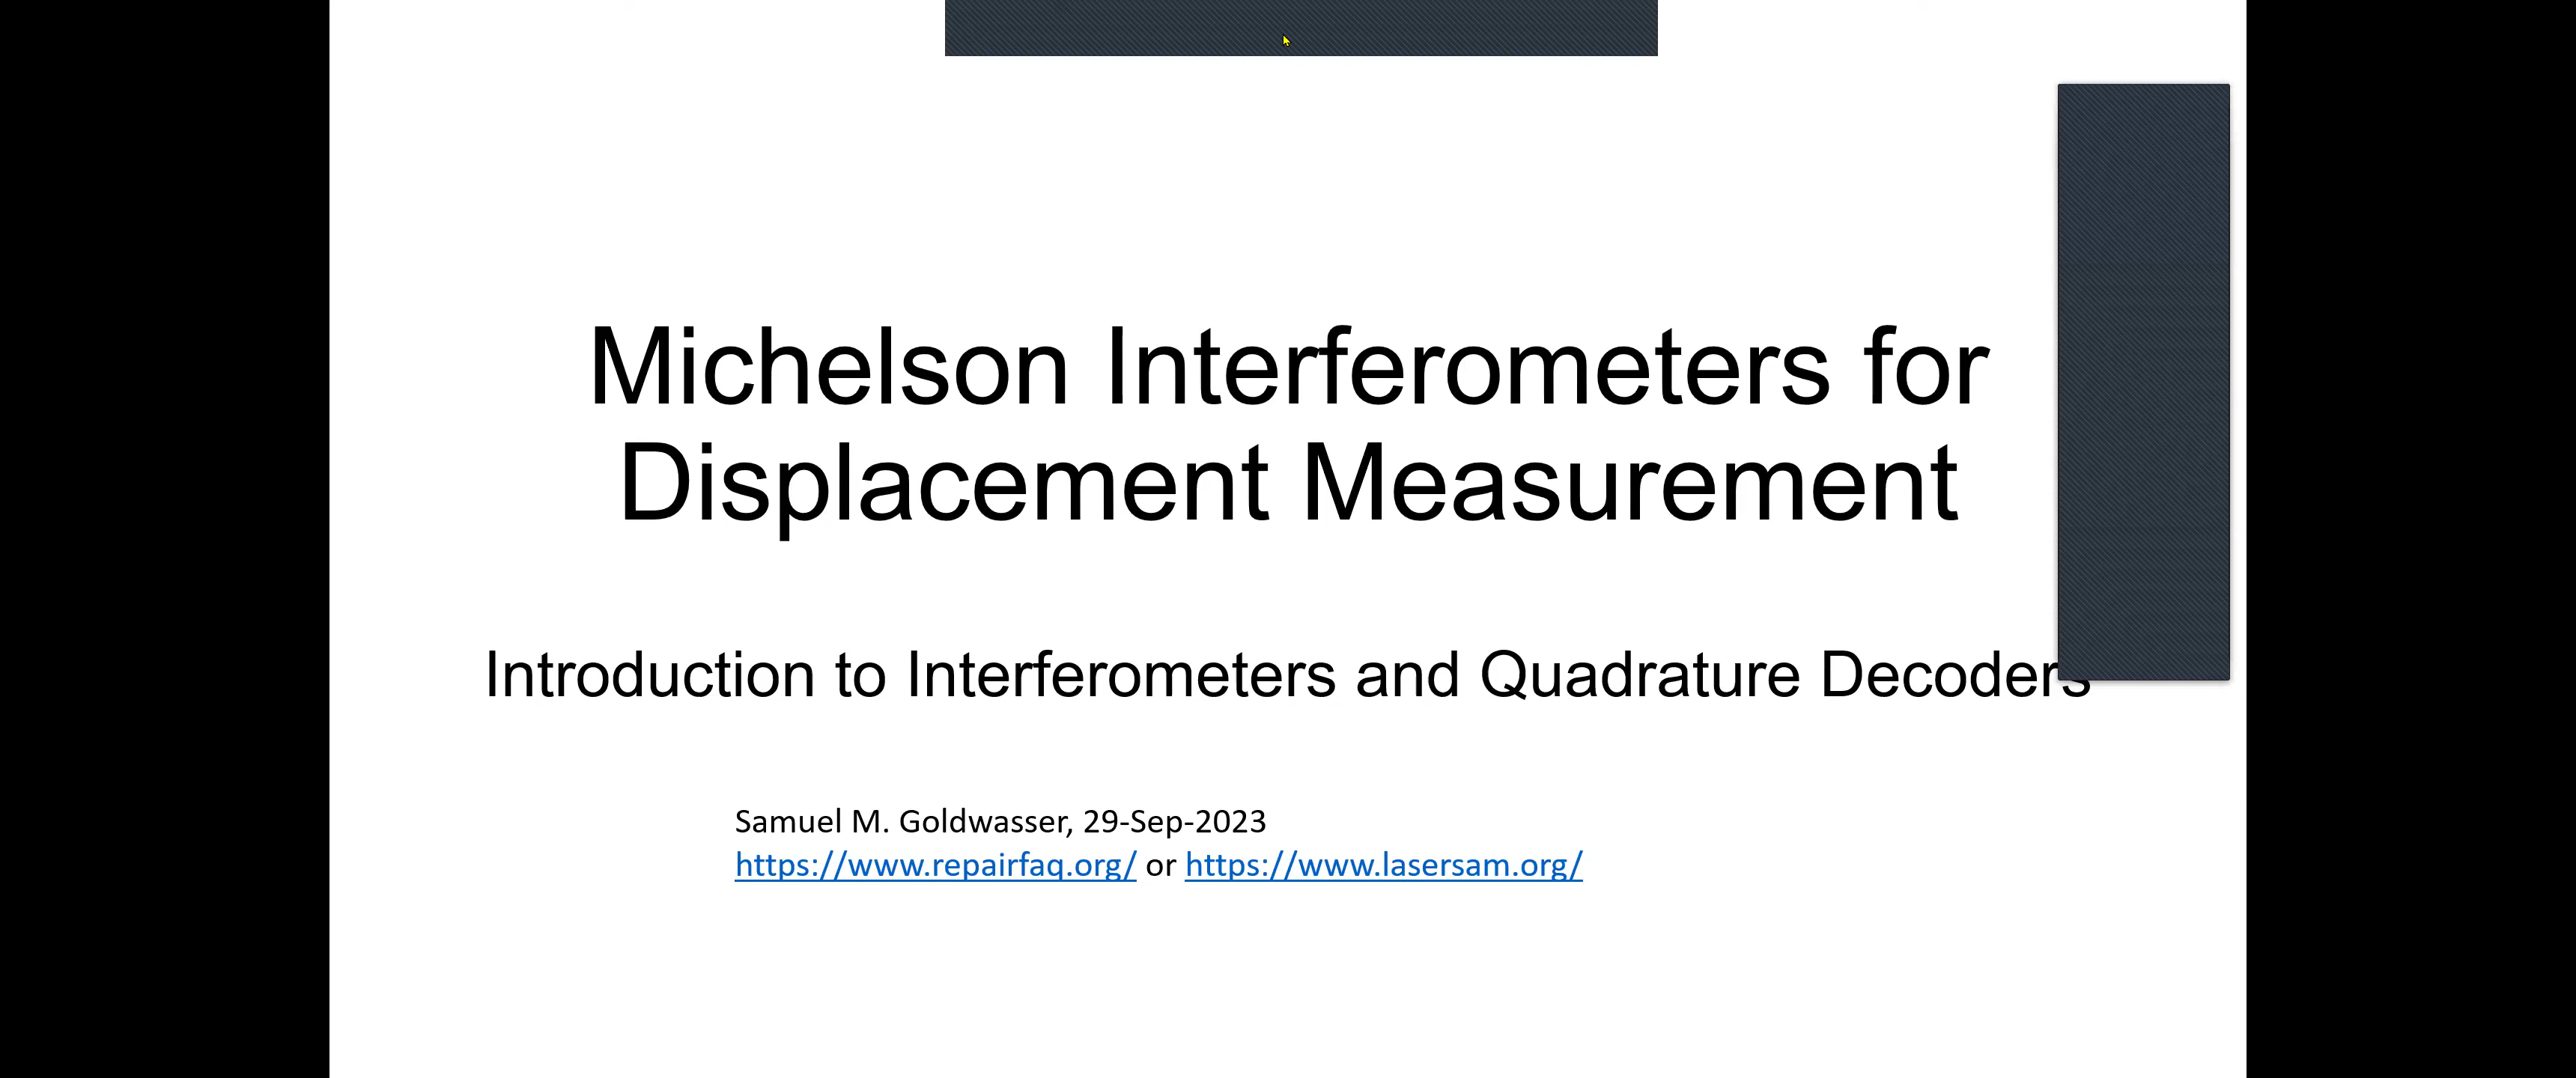 Michelson Interferometers for
Displacement Measurement
Introduction to Interferometers and Quadrature Decoders
Samuel M. Goldwasser, 29-Sep-2023
https://www.repairfaq.org/ or https://www.lasersam.org/